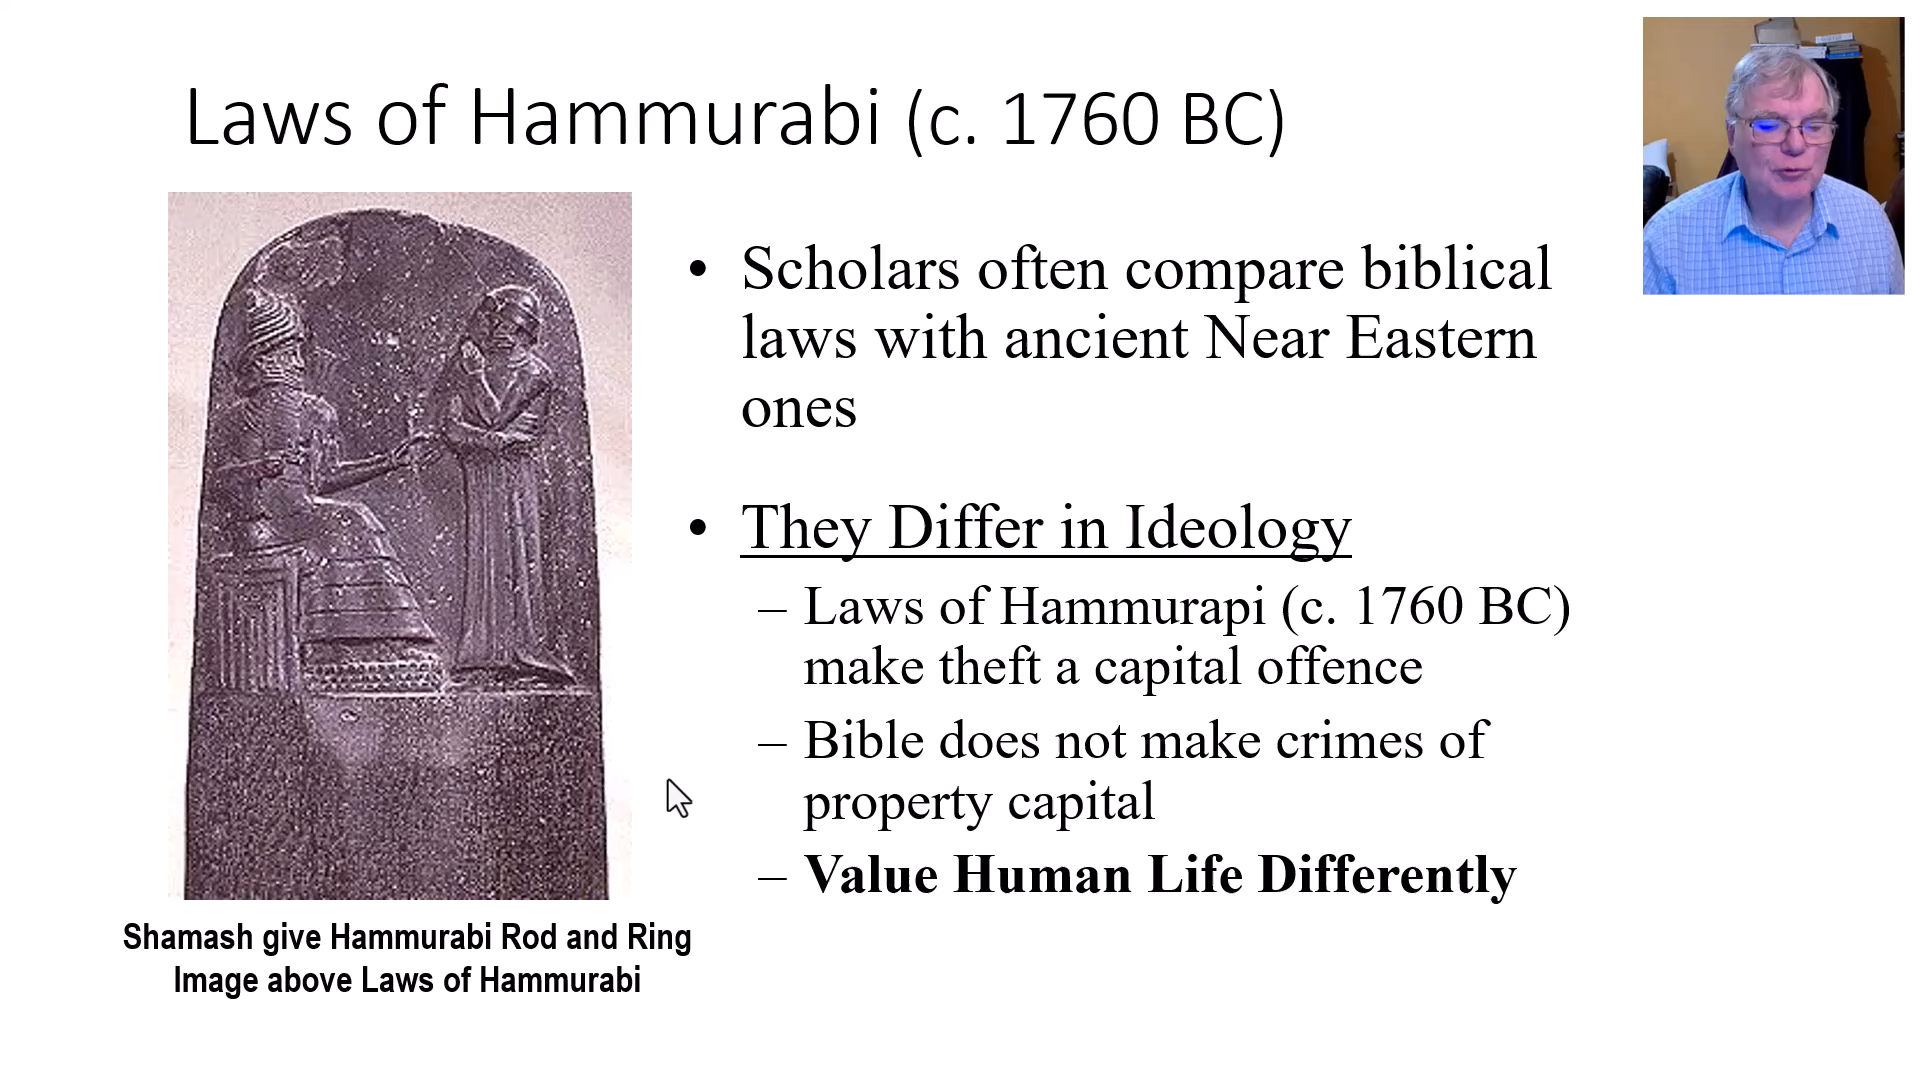 Laws of Hammurabi (c. 1760 BC)
• Scholars often compare biblical
laws with ancient Near Eastern
ones
• They Differ in Ideology
– Laws of Hammurapi (c. 1760 BC)
make theft a capital offence
– Bible does not make crimes of
property capital
– Value Human Life Differently
Shamash give Hammurabi Rod and Ring
Image above Laws of Hammurabi